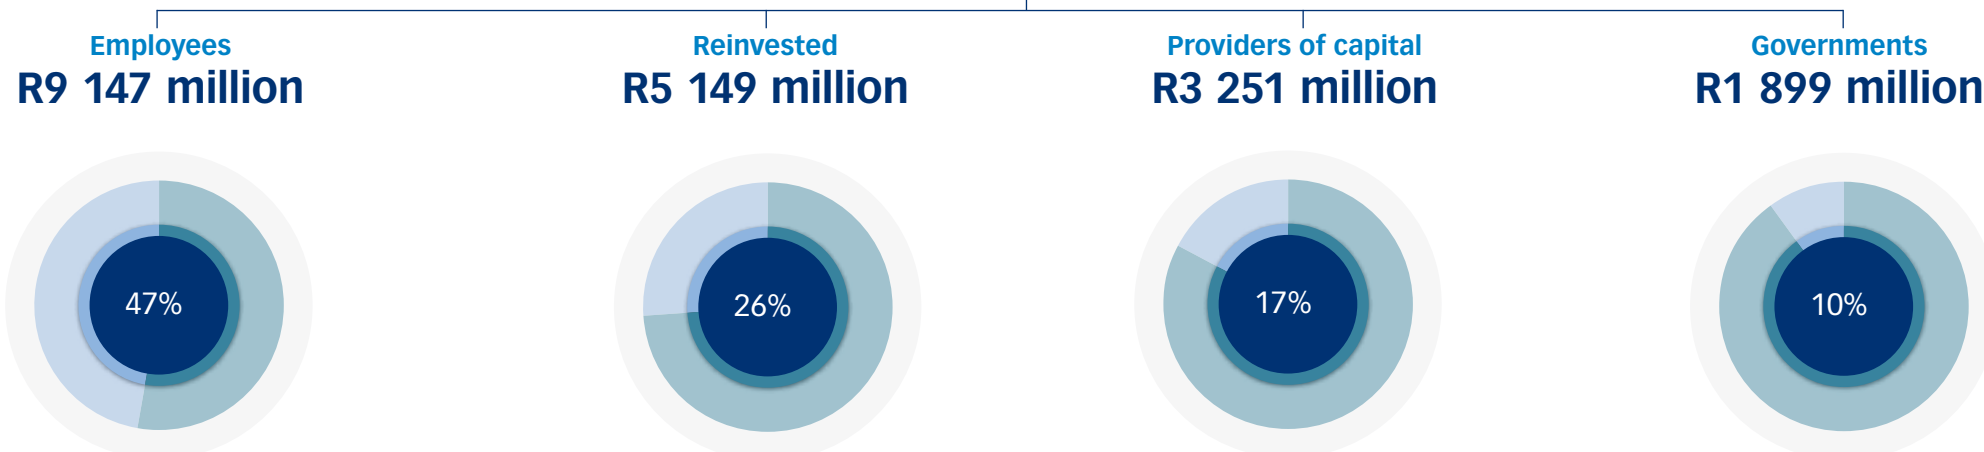 Employees
R9 147 million
Reinvested
R5 149 million
Providers of capital
R3 251 million
Governments
R1 899 million
47%
26%
17%
10%